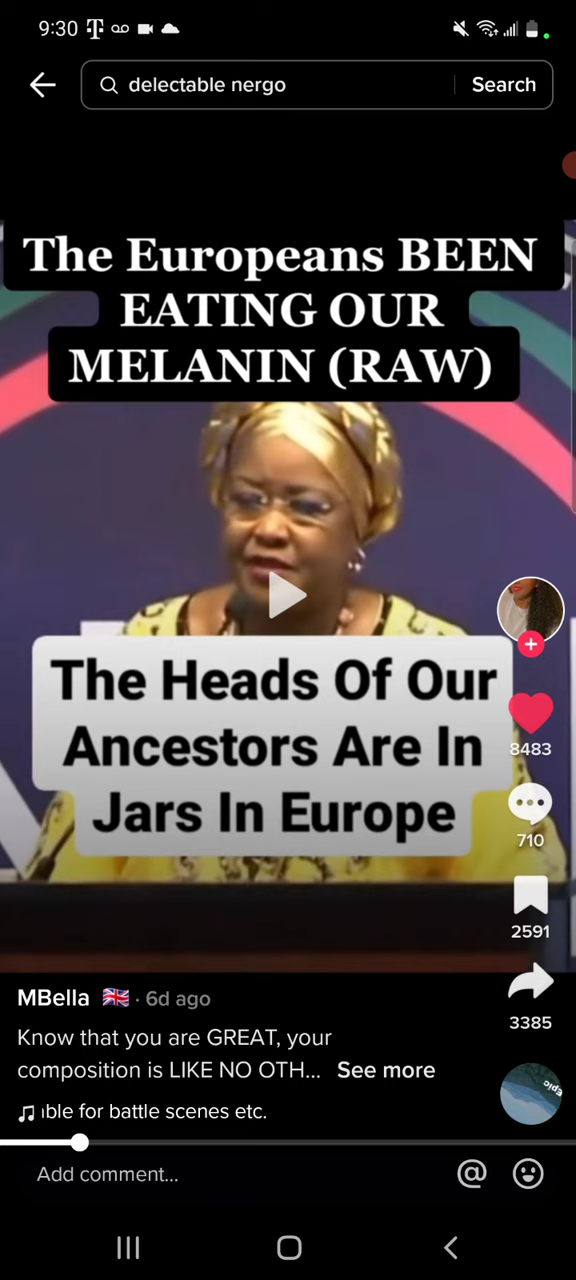 9:30
delectable nergo
Search
The Europeans BEEN
EATING OUR
MELANIN (RAW)
The Heads Of Our
Ancestors Are In
Jars In Europe
8483
710
2591
3385
MBella 🇬🇧 · 6d ago
Know that you are GREAT, your
composition is LIKE NO OTH... See more
ble for battle scenes etc.
Epic
Add comment...
@